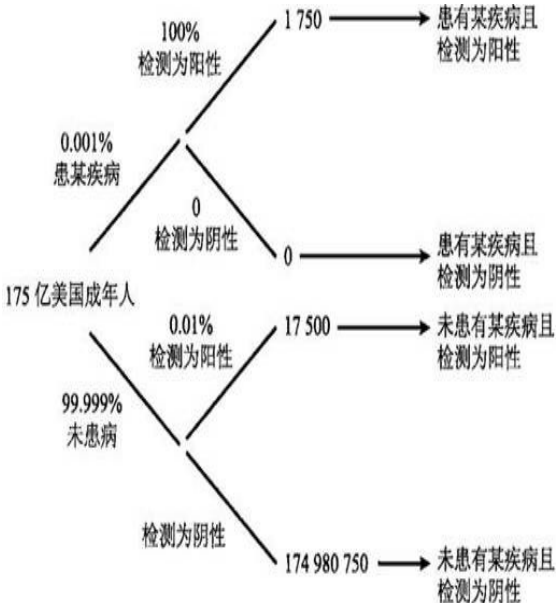 100%
检测为阳性
1 750
患有某疾病且
检测为阳性
0.001%
患某疾病
0
检测为阴性
0
患有某疾病且
检测为阴性
175 亿美国成年人
0.01%
检测为阳性
17 500
未患有某疾病且
检测为阳性
99.999%
未患病
检测为阴性
174 980 750
未患有某疾病且
检测为阴性